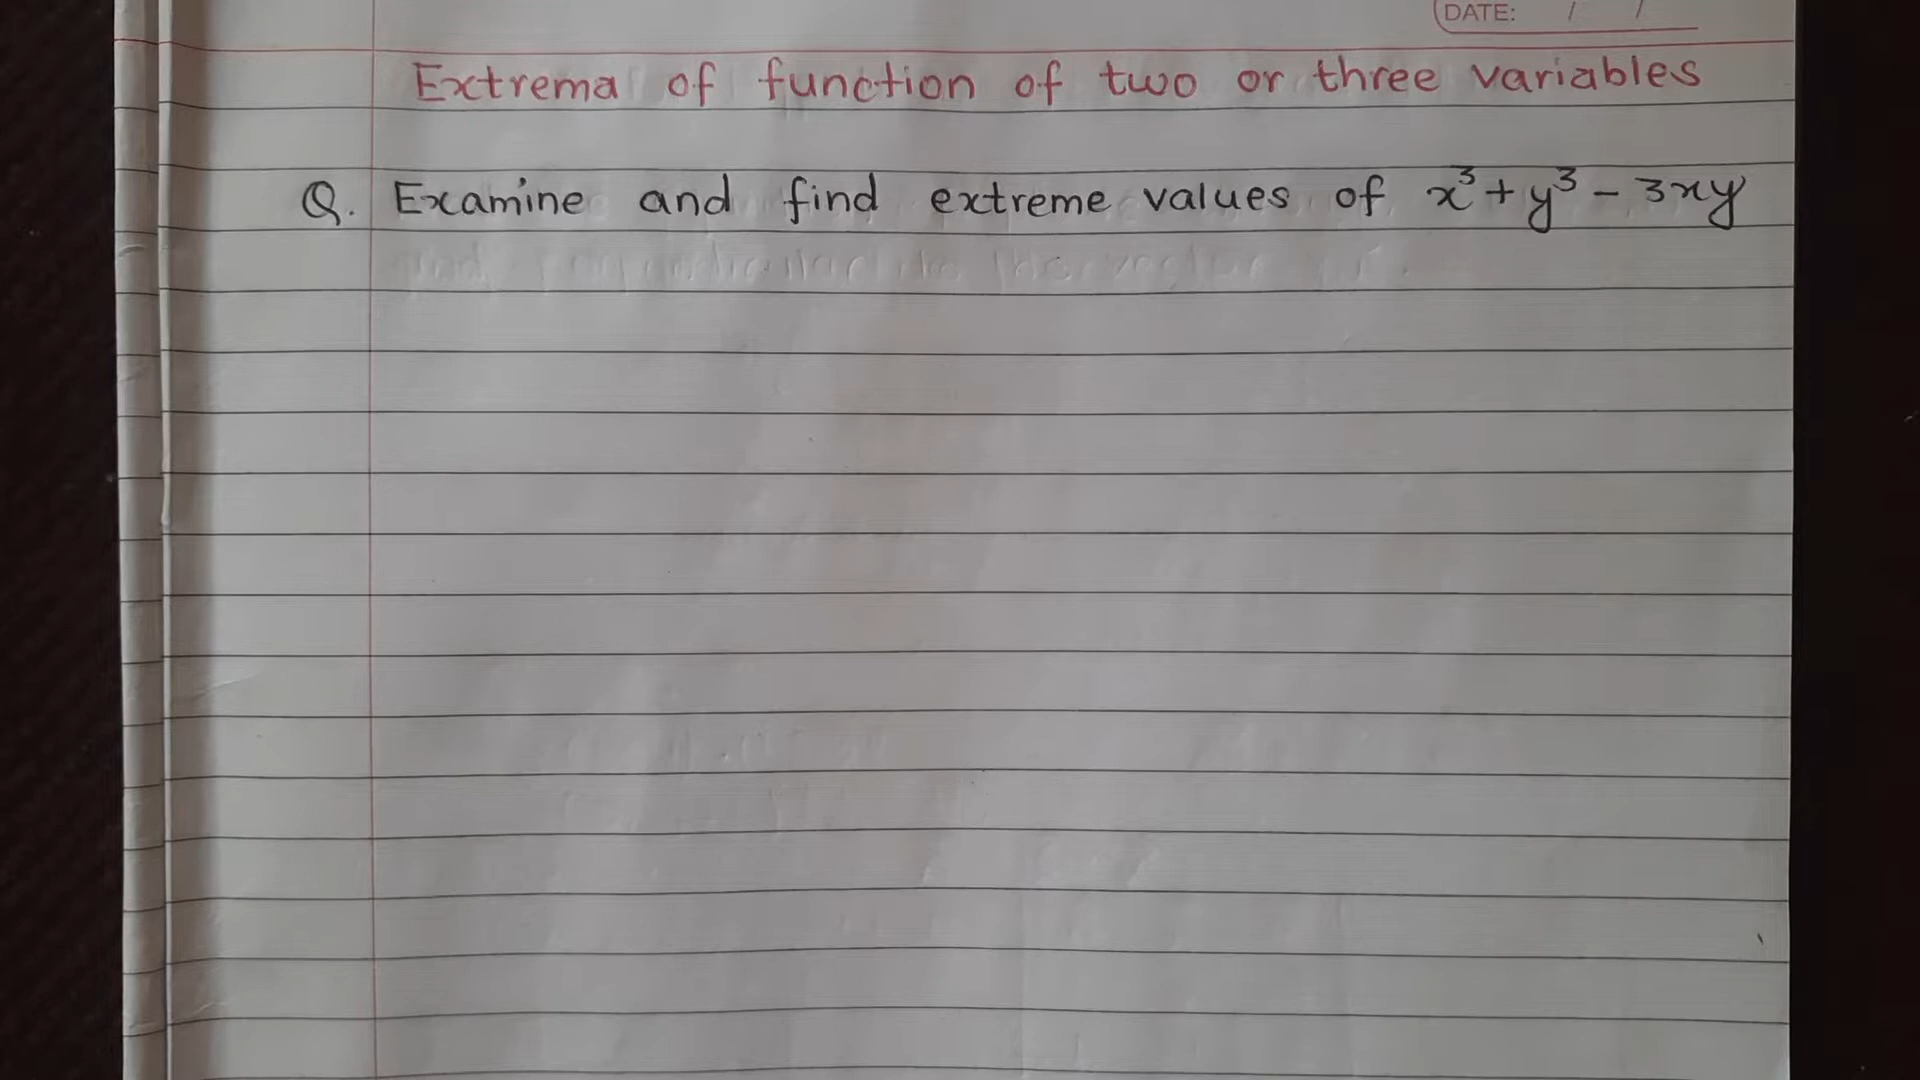 DATE: / /
Extrema of function of two or three variables
Q. Examine and find extreme values of x³ + y³ - 3xy